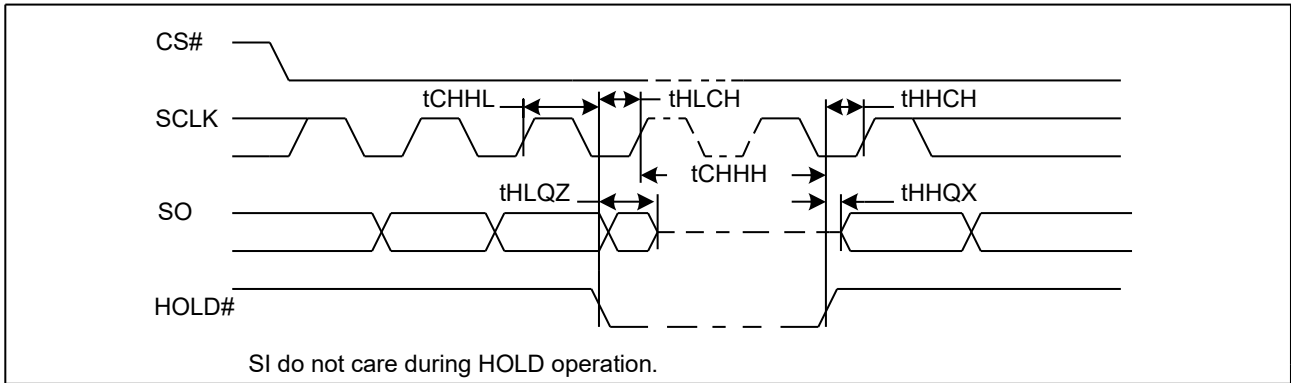 CS#
tCHHL
tHLCH
tHHCH
SCLK
tCHHH
tHLQZ
tHHQX
SO
HOLD#
SI do not care during HOLD operation.